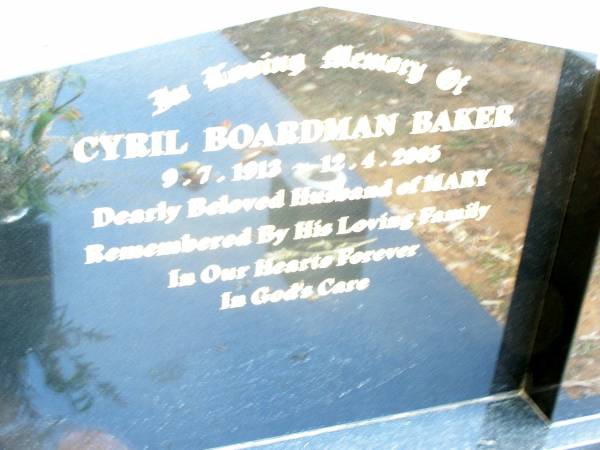 In Loving Memory Of
CYRIL BOARDMAN BAKER
9.7.1913 ~ 12.4.2005
Dearly Beloved Husband of MARY
Remembered By His Loving Family
In Our Hearts Forever
In God's Care